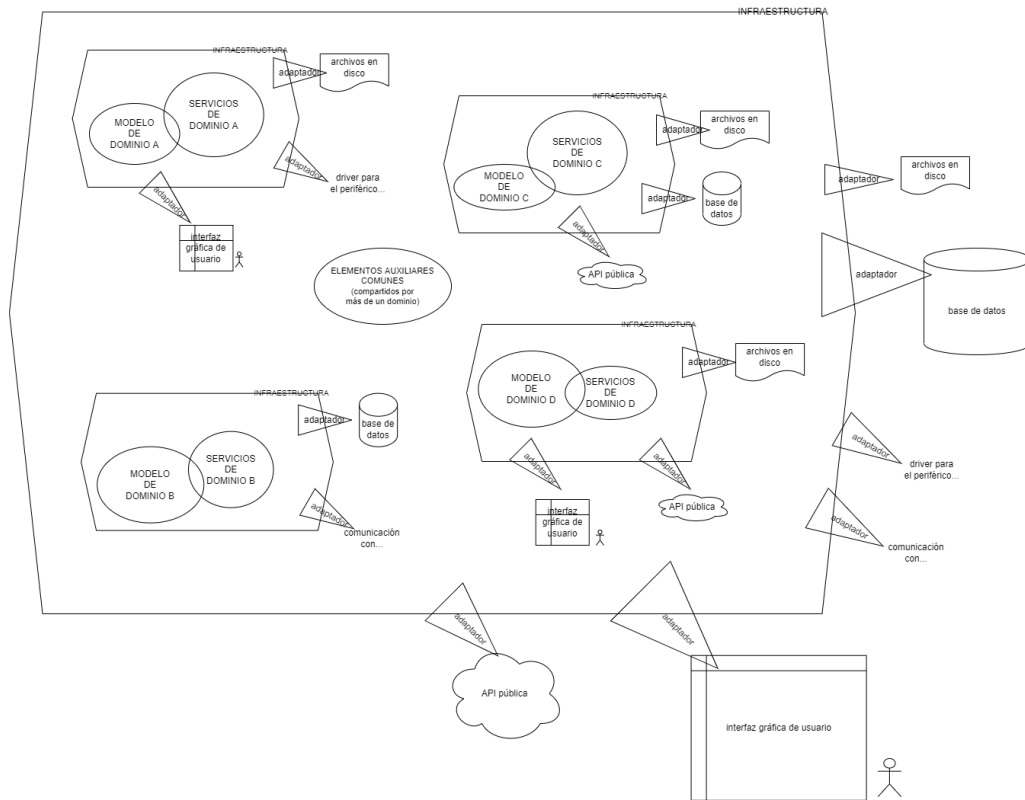 INFRAESTRUCTURA
INFRAESTRUCTURA
MODELO
DE
DOMINIO A
SERVICIOS
DE
DOMINIO A
adaptador
archivos en
disco
adaptador
driver para
el periférico...
adaptador
interfaz
gráfica de
usuario
INFRAESTRUCTURA
SERVICIOS
DE
DOMINIO C
MODELO
DE
DOMINIO C
adaptador
archivos en
disco
adaptador
base de
datos
adaptador
API pública
adaptador
archivos en
disco
ELEMENTOS AUXILIARES
COMUNES
(compartidos por
más de un dominio)
adaptador
base de datos
INFRAESTRUCTURA
MODELO
DE
DOMINIO D
SERVICIOS
DE
DOMINIO D
adaptador
archivos en
disco
adaptador
interfaz
gráfica de
usuario
adaptador
API pública
INFRAESTRUCTURA
MODELO
DE
DOMINIO B
SERVICIOS
DE
DOMINIO B
adaptador
base de
datos
adaptador
comunicación
con...
adaptador
driver para
el periférico...
adaptador
comunicación
con...
adaptador
API pública
adaptador
interfaz gráfica de usuario